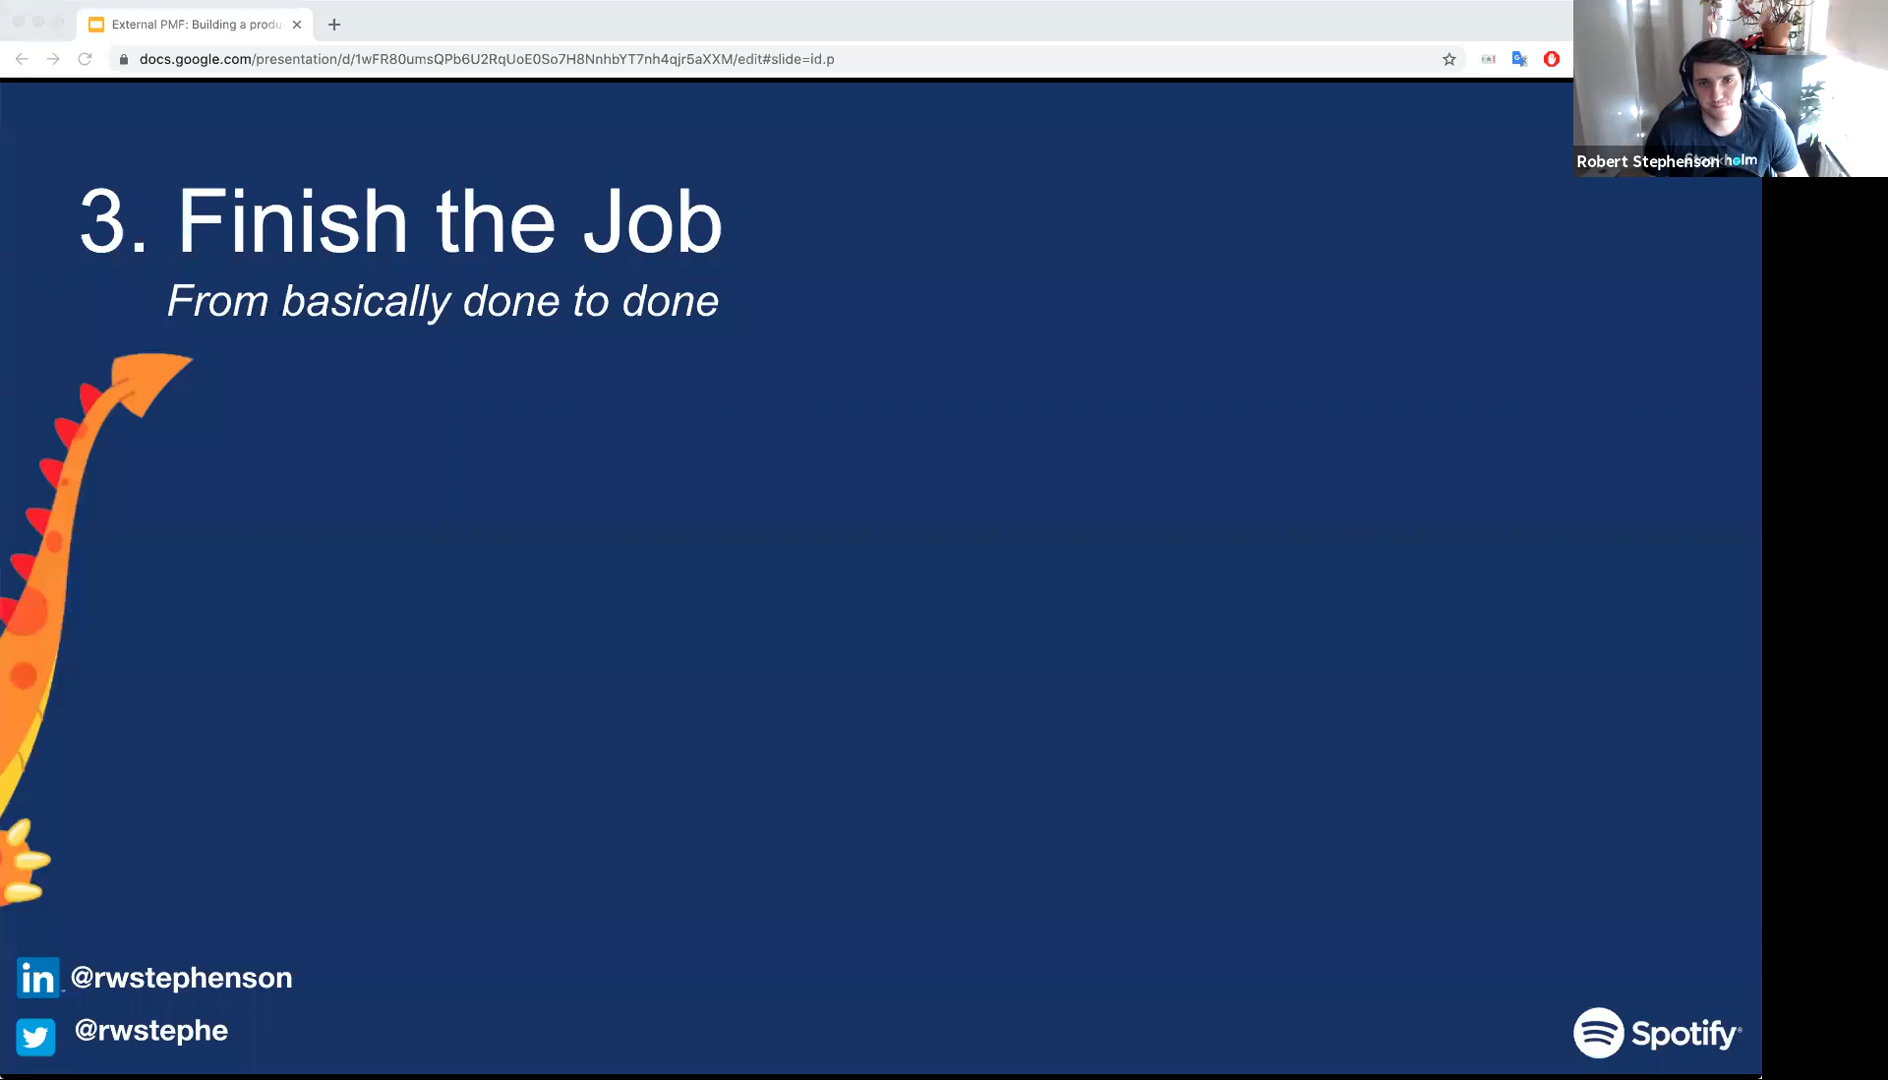 External PMF: Building a produ
docs.google.com/presentation/d/1wFR80umsQPb6U2RqUoE0So7H8NnhbYT7nh4qjr5aXXM/edit#slide=id.p
Robert Stephenson
3. Finish the Job
From basically done to done
in @rwstephenson
@rwstephe
Spotify